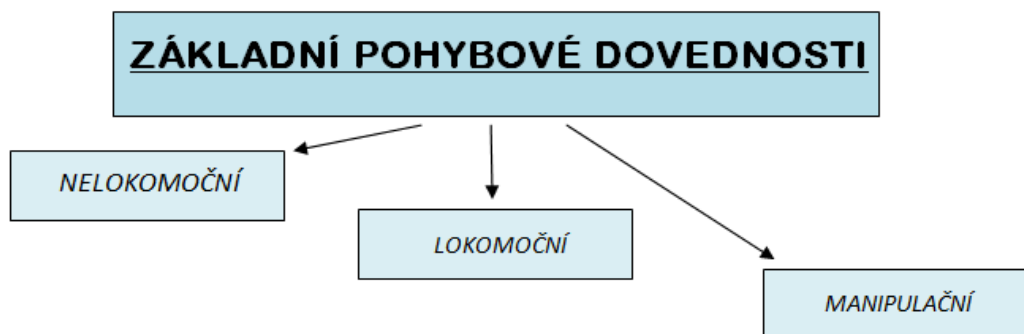 ZÁKLADNÍ POHYBOVÉ DOVEDNOSTI
NELOKOMOČNÍ
LOKOMOČNÍ
MANIPULAČNÍ